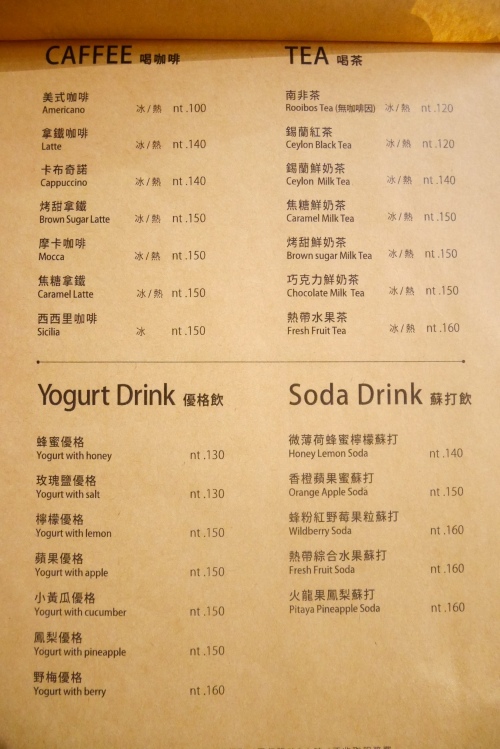 CAFFEE 喝咖啡
美式咖啡
Americano 冰/熱 nt .100
拿鐵咖啡
Latte 冰/熱 nt .140
卡布奇諾
Cappuccino 冰/熱 nt .140
烤甜拿鐵
Brown Sugar Latte 冰/熱 nt .150
摩卡咖啡
Mocca 冰/熱 nt .150
焦糖拿鐵
Caramel Latte 冰/熱 nt .150
西西里咖啡
Sicilia 冰 nt .150
TEA 喝茶
南非茶
Rooibos Tea (無咖啡因) 冰/熱 nt .120
錫蘭紅茶
Ceylon Black Tea 冰/熱 nt .120
錫蘭鮮奶茶
Ceylon Milk Tea 冰/熱 nt .140
焦糖鮮奶茶
Caramel Milk Tea 冰/熱 nt .150
烤甜鮮奶茶
Brown sugar Milk Tea 冰/熱 nt .150
巧克力鮮奶茶
Chocolate Milk Tea 冰/熱 nt .150
熱帶水果茶
Fresh Fruit Tea 冰/熱 nt .160
Yogurt Drink 優格飲
蜂蜜優格
Yogurt with honey nt .130
玫瑰鹽優格
Yogurt with salt nt .130
檸檬優格
Yogurt with lemon nt .150
蘋果優格
Yogurt with apple nt .150
小黃瓜優格
Yogurt with cucumber nt .150
鳳梨優格
Yogurt with pineapple nt .150
野梅優格
Yogurt with berry nt .160
Soda Drink 蘇打飲
微薄荷蜂蜜檸檬蘇打
Honey Lemon Soda nt .140
香橙蘋果蜜蘇打
Orange Apple Soda nt .150
蜂粉紅野莓果粒蘇打
Wildberry Soda nt .160
熱帶綜合水果蘇打
Fresh Fruit Soda nt .160
火龍果鳳梨蘇打
Pitaya Pineapple Soda nt .160